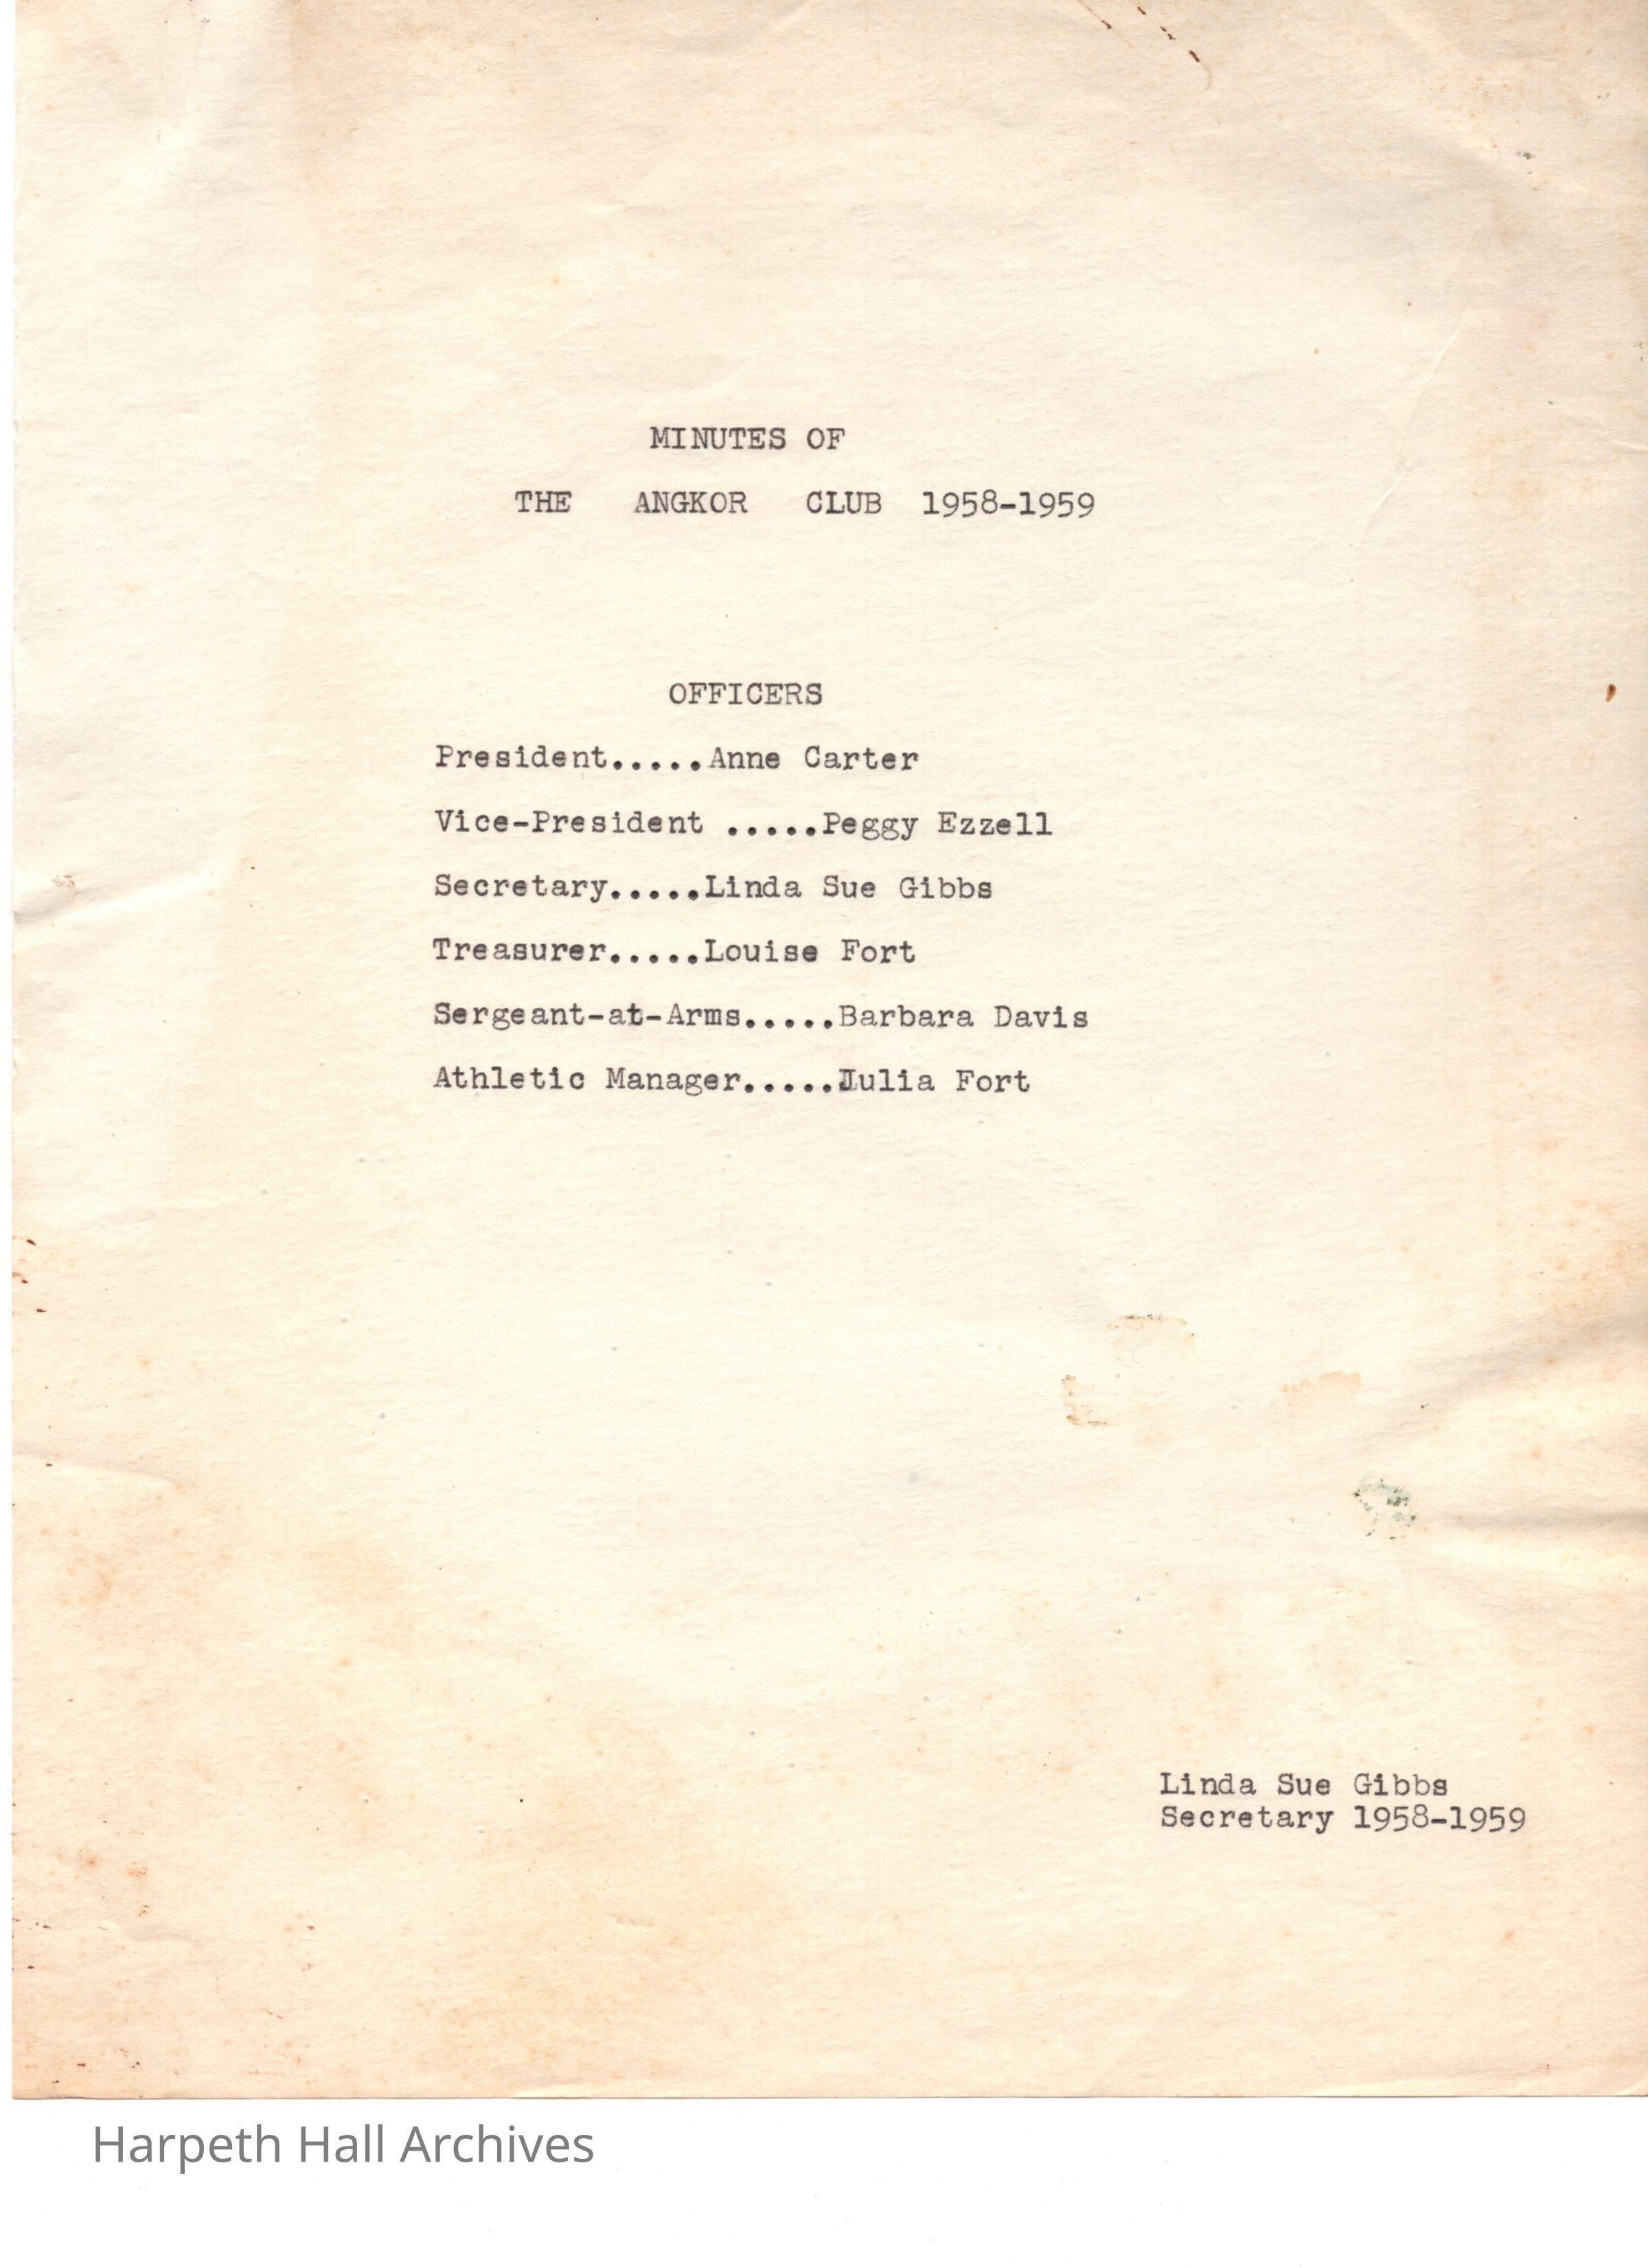 MINUTES OF
THE ANGKOR CLUB 1958-1959
OFFICERS
President.....Anne Carter
Vice-President .....Peggy Ezzell
Secretary.....Linda Sue Gibbs
Treasurer.....Louise Fort
Sergeant-at-Arms.....Barbara Davis
Athletic Manager.....Julia Fort
Linda Sue Gibbs
Secretary 1958-1959
Harpeth Hall Archives